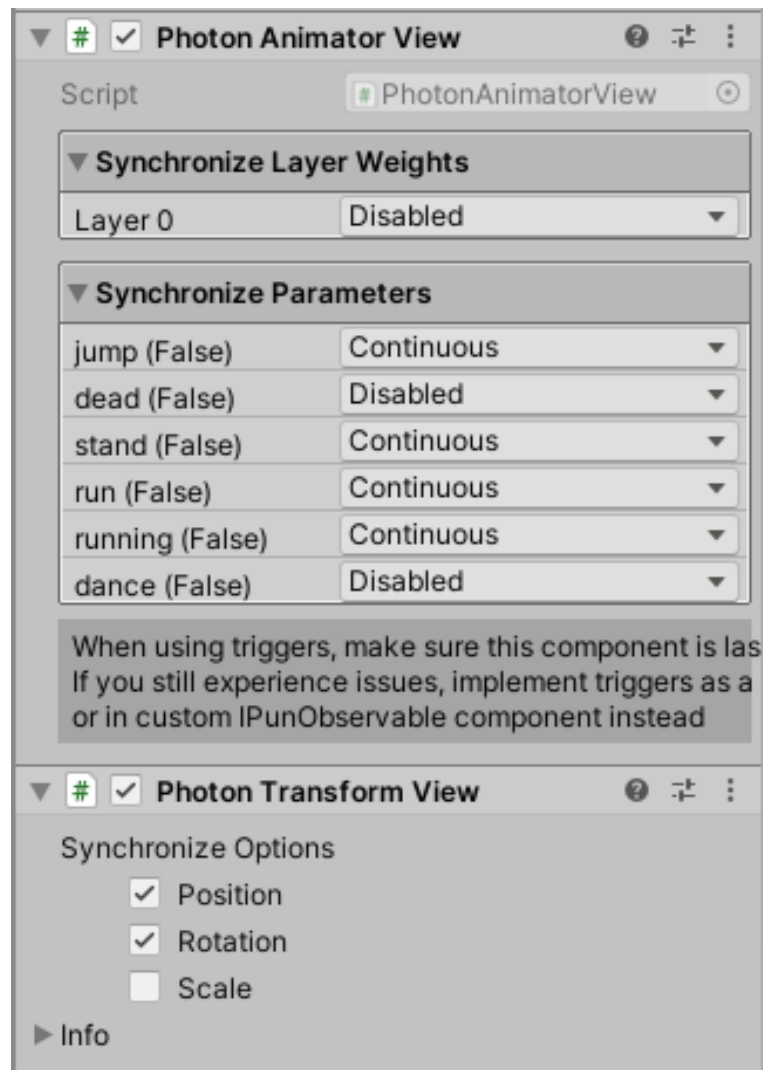 Photon Animator View
Script PhotonAnimatorView
Synchronize Layer Weights
Layer 0 Disabled
Synchronize Parameters
jump (False) Continuous
dead (False) Disabled
stand (False) Continuous
run (False) Continuous
running (False) Continuous
dance (False) Disabled
When using triggers, make sure this component is las
If you still experience issues, implement triggers as a
or in custom IPunObservable component instead
Photon Transform View
Synchronize Options
Position
Rotation
Scale
Info